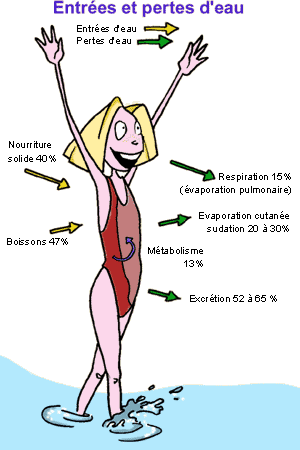 Entrées et pertes d'eau
Entrées d'eau
Pertes d'eau
Nourriture
solide 40%
Respiration 15%
(évaporation pulmonaire)
Evaporation cutanée
sudation 20 à 30%
Boissons 47%
Métabolisme
13%
Excrétion 52 à 65 %